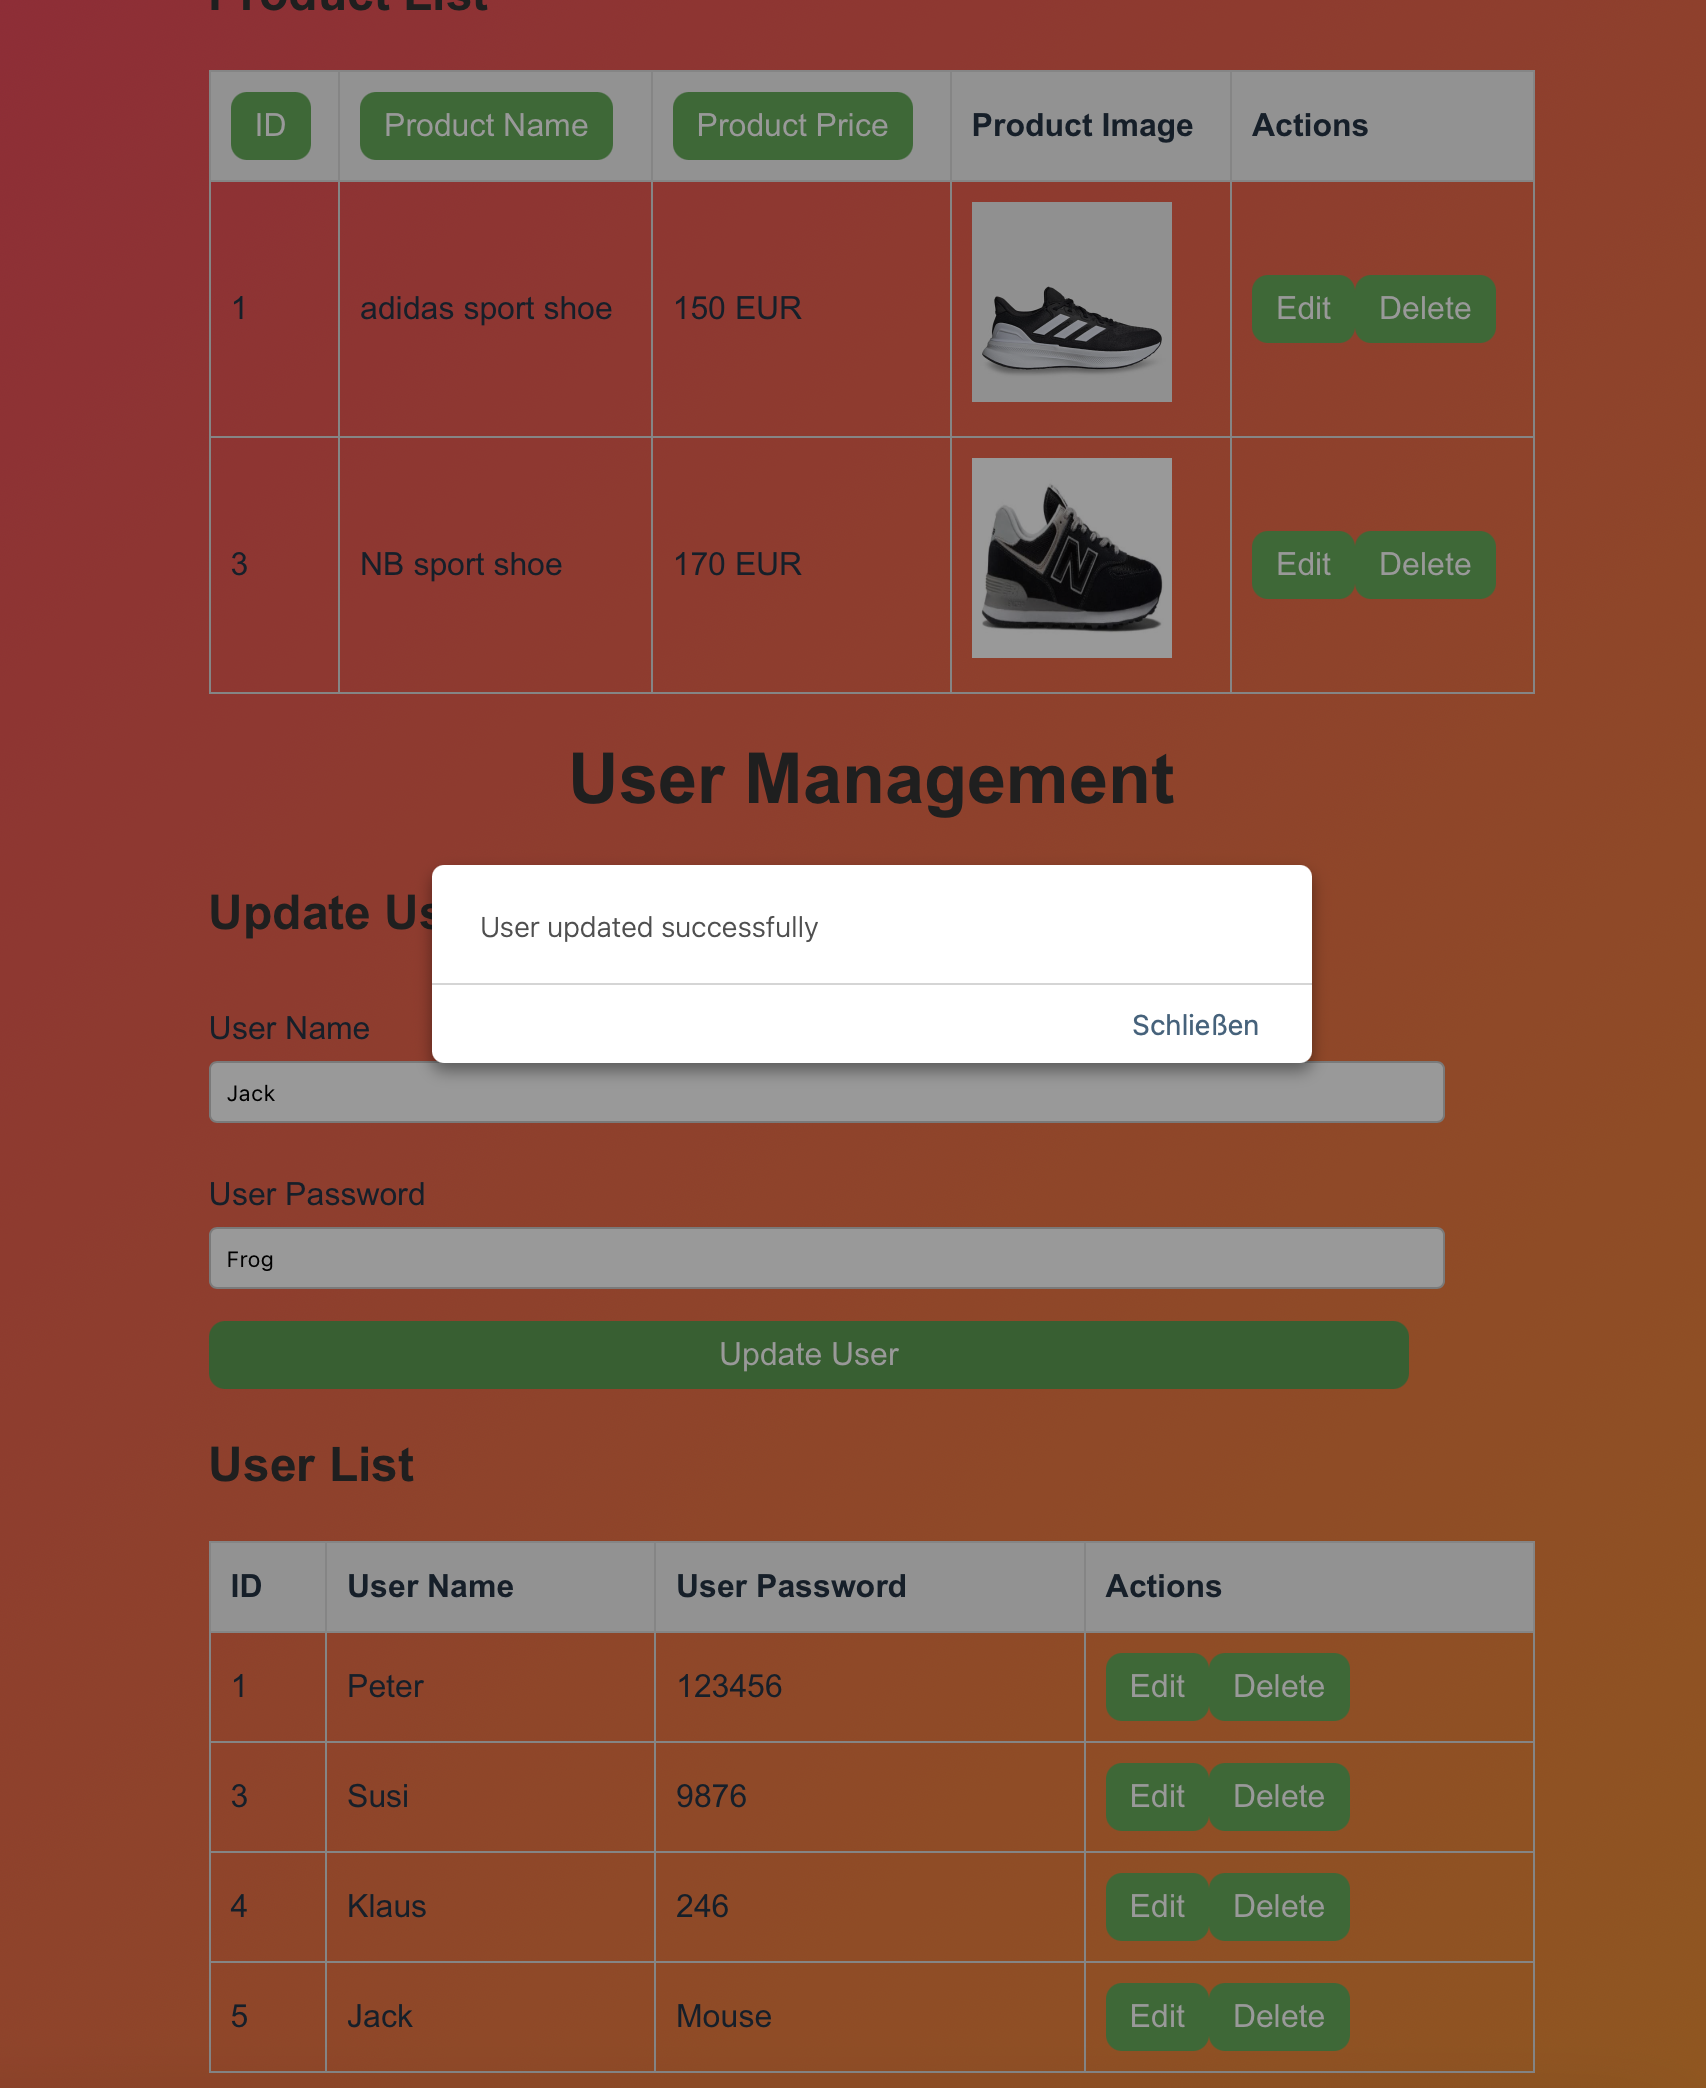 Product List
ID Product Name Product Price Product Image Actions
1 adidas sport shoe 150 EUR Edit Delete
3 NB sport shoe 170 EUR Edit Delete
N
User Management
Update Us
User updated successfully
Schließen
User Name
Jack
User Password
Frog
Update User
User List
ID User Name User Password Actions
1 Peter 123456 Edit Delete
3 Susi 9876 Edit Delete
4 Klaus 246 Edit Delete
5 Jack Mouse Edit Delete